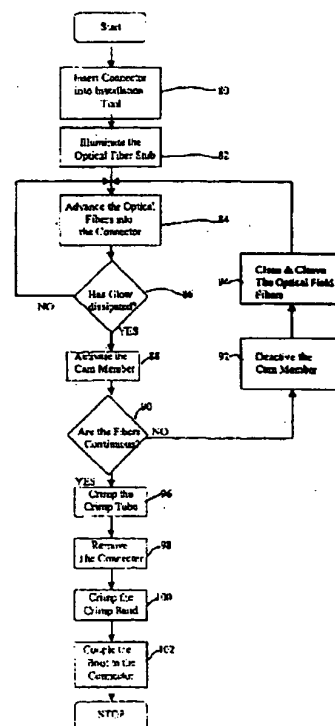 Start
Insert Connector
into Installation
Tool
80
Illuminate the
Optical Fiber Stub
82
Advance the Optical
Fibers into
the Connector
84
Has Glow
dissipated?
86
NO
YES
Activate the
Cam Member
88
Are the Fibers
Continuous?
90
NO
Deactive the
Cam Member
92
Clean & Cleave
The Optical Field
Fibers
94
YES
Crimp the
Crimp Tube
96
Remove
The Connector
98
Crimp the
Crimp Band
100
Couple the
Boot to the
Connector
102
STOP